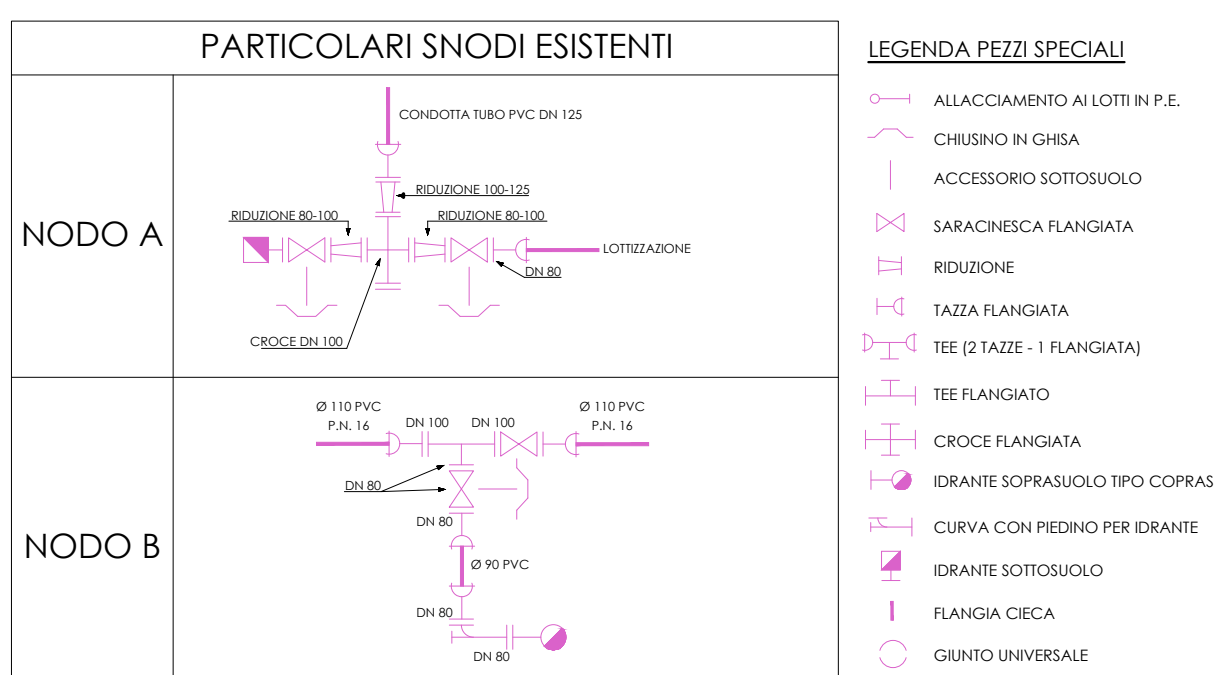 PARTICOLARI SNODI ESISTENTI
NODO A
CONDOTTA TUBO PVC DN 125
RIDUZIONE 100-125
RIDUZIONE 80-100
RIDUZIONE 80-100
LOTTIZZAZIONE
DN 80
CROCE DN 100
NODO B
Ø 110 PVC
P.N. 16
DN 100
DN 100
Ø 110 PVC
P.N. 16
DN 80
DN 80
Ø 90 PVC
DN 80
DN 80
LEGENDA PEZZI SPECIALI
ALLACCIAMENTO AI LOTTI IN P.E.
CHIUSINO IN GHISA
ACCESSORIO SOTTOSUOLO
SARACINESCA FLANGIATA
RIDUZIONE
TAZZA FLANGIATA
TEE (2 TAZZE - 1 FLANGIATA)
TEE FLANGIATO
CROCE FLANGIATA
IDRANTE SOPRASUOLO TIPO COPRAS
CURVA CON PIEDINO PER IDRANTE
IDRANTE SOTTOSUOLO
FLANGIA CIECA
GIUNTO UNIVERSALE